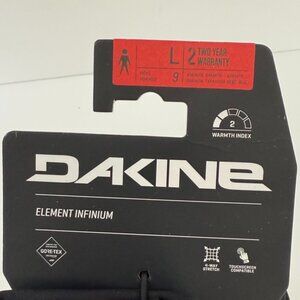 L
9
2 TWO YEAR
WARRANTY
2
WARMTH INDEX
DAKINE
ELEMENT INFINIUM
GORE-TEX
4-WAY
STRETCH
TOUCHSCREEN
COMPATIBLE